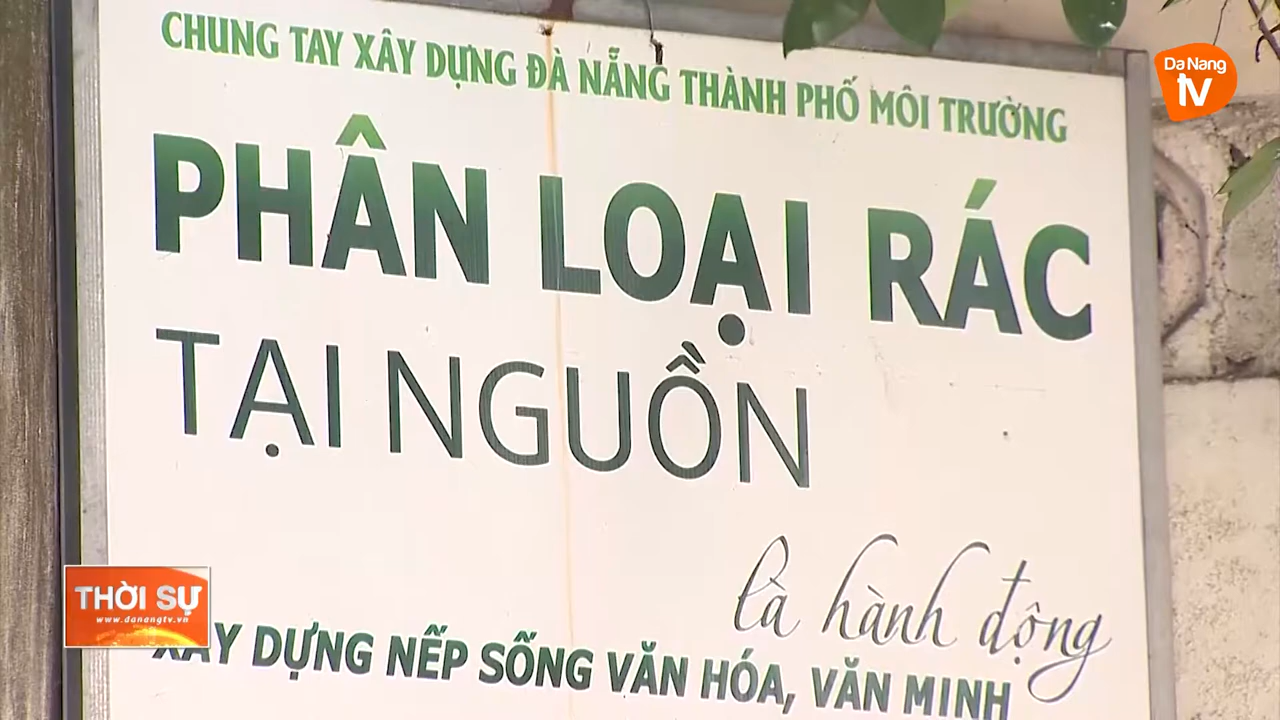 CHUNG TAY XÂY DỰNG ĐÀ NẴNG THÀNH PHỐ MÔI TRƯỜNG
PHÂN LOẠI RÁC
TẠI NGUỒN
là hành động
XÂY DỰNG NẾP SỐNG VĂN HÓA, VĂN MINH
Da Nang
tv
THỜI SỰ
www.danangtv.vn